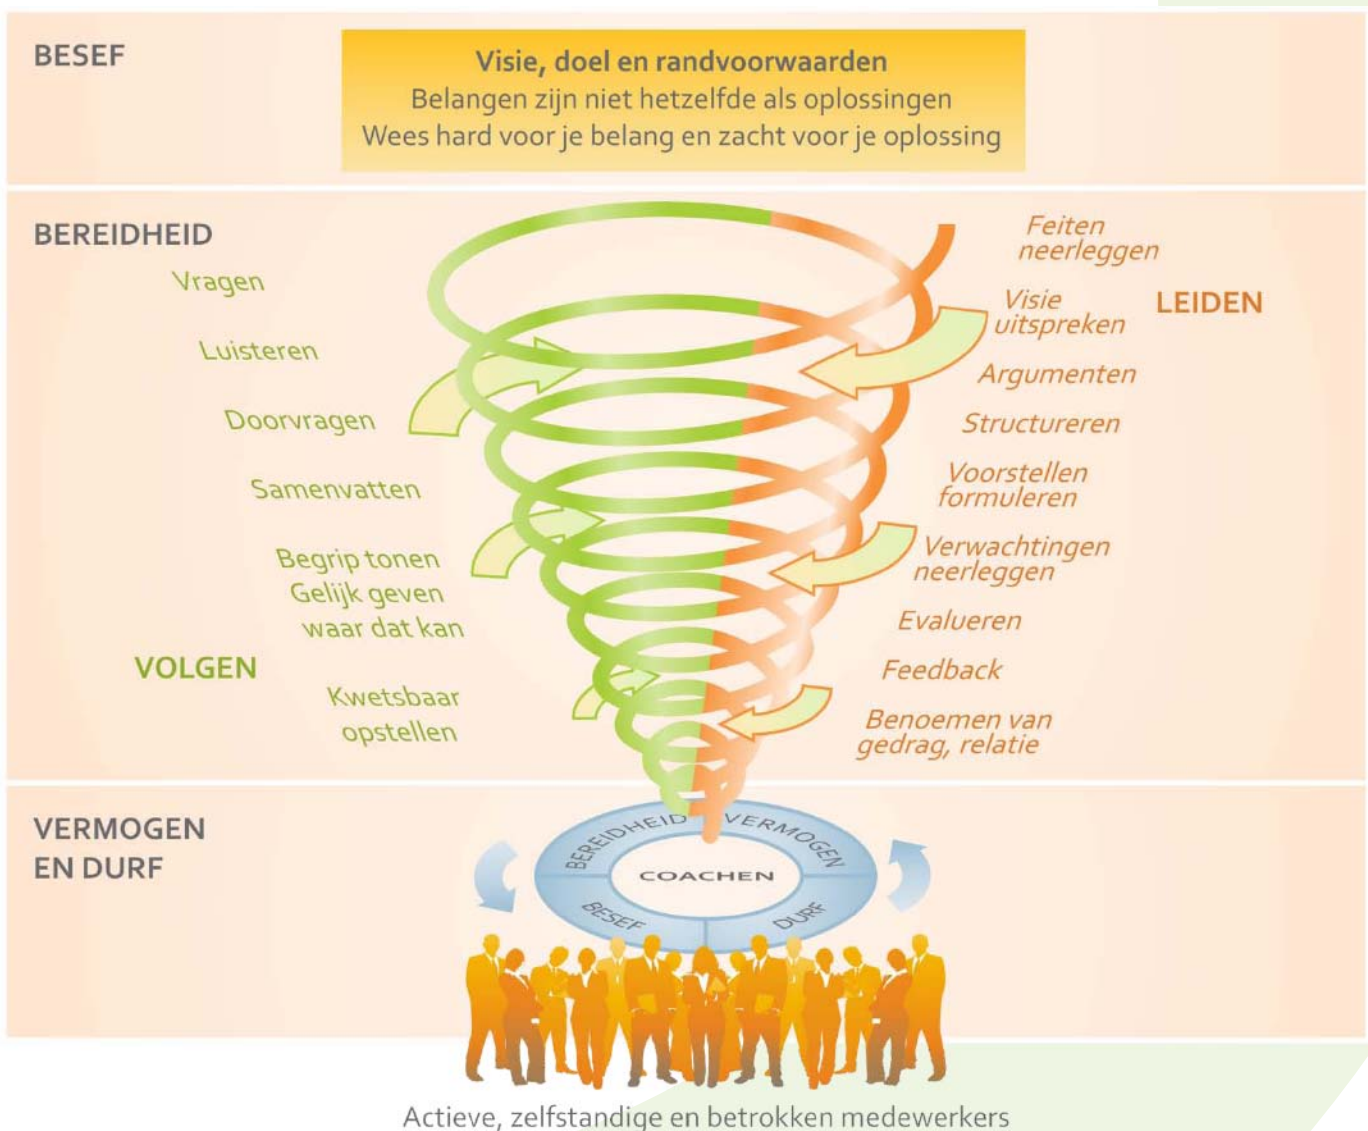 BESEF
Visie, doel en randvoorwaarden
Belangen zijn niet hetzelfde als oplossingen
Wees hard voor je belang en zacht voor je oplossing
BEREIDHEID
Vragen
Luisteren
Doorvragen
Samenvatten
Begrip tonen
Gelijk geven
waar dat kan
VOLGEN
Kwetsbaar
opstellen
Feiten
neerleggen
Visie
uitspreken
LEIDEN
Argumenten
Structureren
Voorstellen
formuleren
Verwachtingen
neerleggen
Evalueren
Feedback
Benoemen van
gedrag, relatie
VERMOGEN
EN DURF
BEREIDHEID
VERMOGEN
COACHEN
BESEF
DURF
Actieve, zelfstandige en betrokken medewerkers